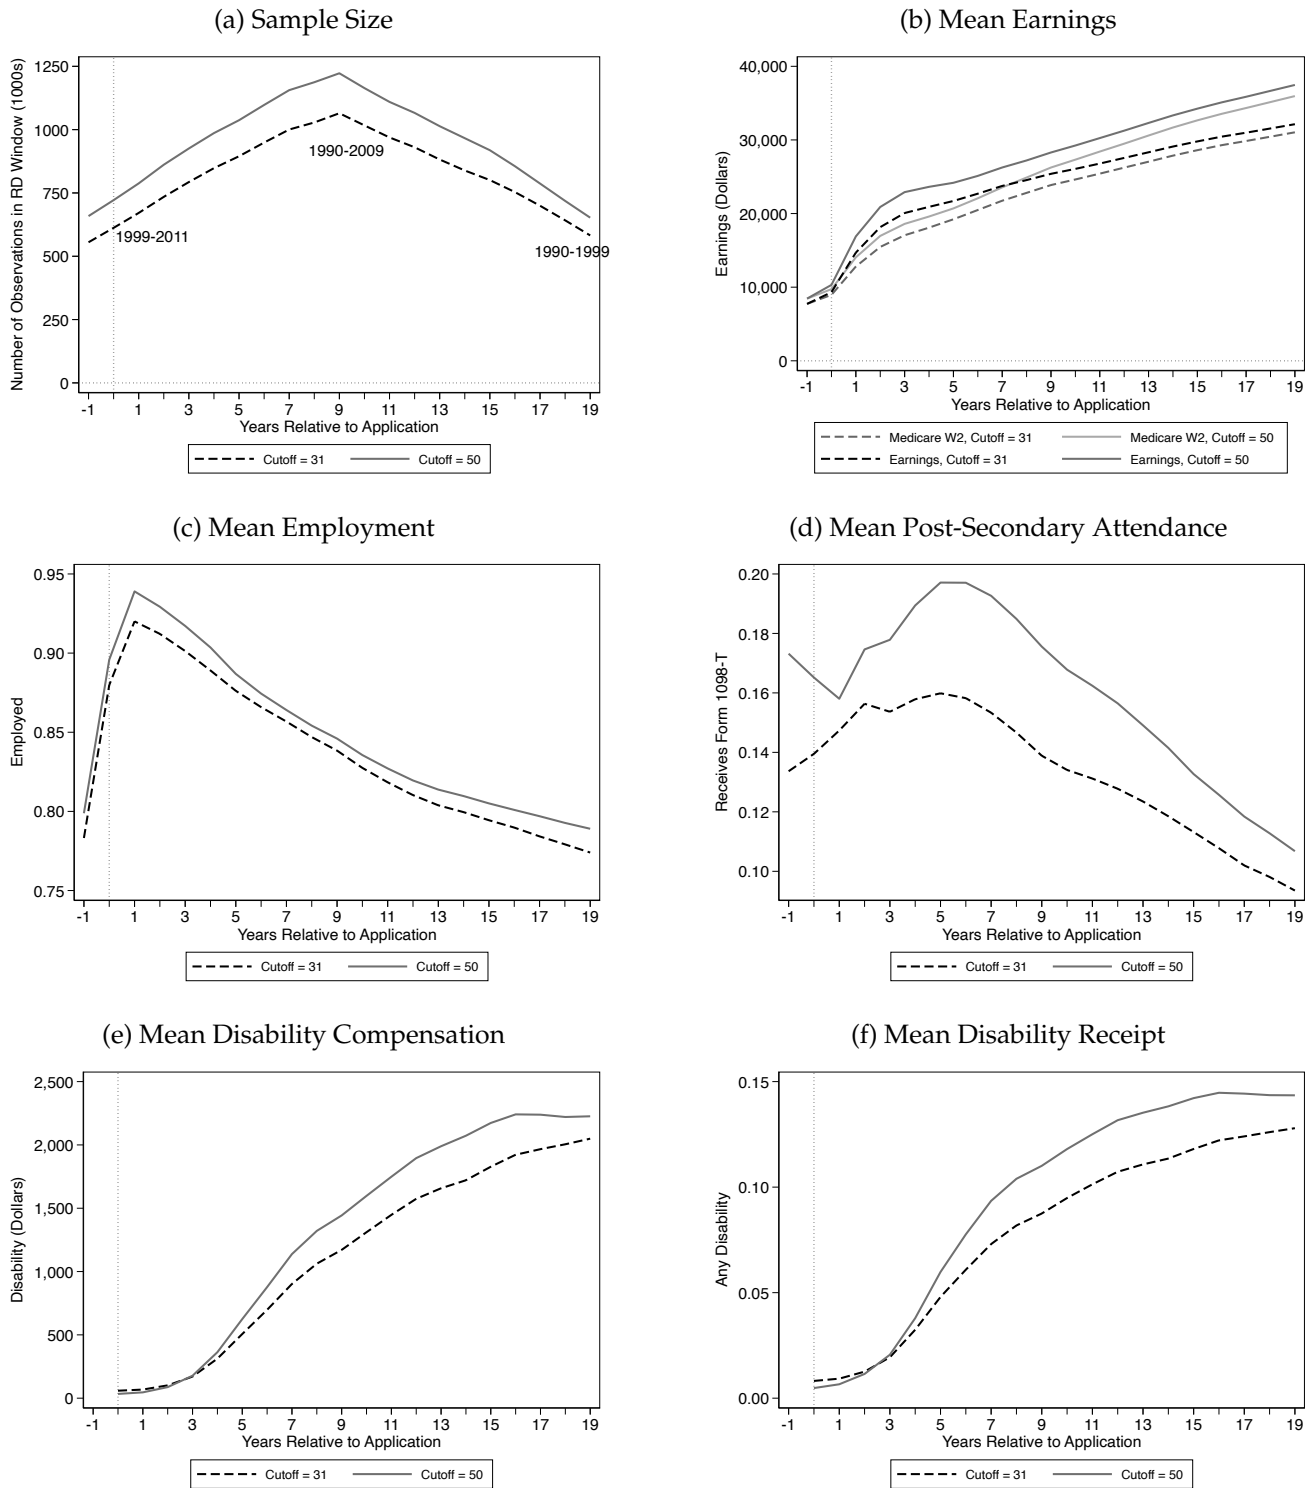 (a) Sample Size
Number of Observations in RD Window (1000s)
1250
1000
750
500
250
0
1990-2009
1999-2011
1990-1999
-1 1 3 5 7 9 11 13 15 17 19
Years Relative to Application
Cutoff = 31 Cutoff = 50
(b) Mean Earnings
Earnings (Dollars)
40,000
30,000
20,000
10,000
0
-1 1 3 5 7 9 11 13 15 17 19
Years Relative to Application
Medicare W2, Cutoff = 31 Medicare W2, Cutoff = 50
Earnings, Cutoff = 31 Earnings, Cutoff = 50
(c) Mean Employment
Employed
0.95
0.90
0.85
0.80
0.75
-1 1 3 5 7 9 11 13 15 17 19
Years Relative to Application
Cutoff = 31 Cutoff = 50
(d) Mean Post-Secondary Attendance
Receives Form 1098-T
0.20
0.18
0.16
0.14
0.12
0.10
-1 1 3 5 7 9 11 13 15 17 19
Years Relative to Application
Cutoff = 31 Cutoff = 50
(e) Mean Disability Compensation
Disability (Dollars)
2,500
2,000
1,500
1,000
500
0
-1 1 3 5 7 9 11 13 15 17 19
Years Relative to Application
Cutoff = 31 Cutoff = 50
(f) Mean Disability Receipt
Any Disability
0.15
0.10
0.05
0.00
-1 1 3 5 7 9 11 13 15 17 19
Years Relative to Application
Cutoff = 31 Cutoff = 50